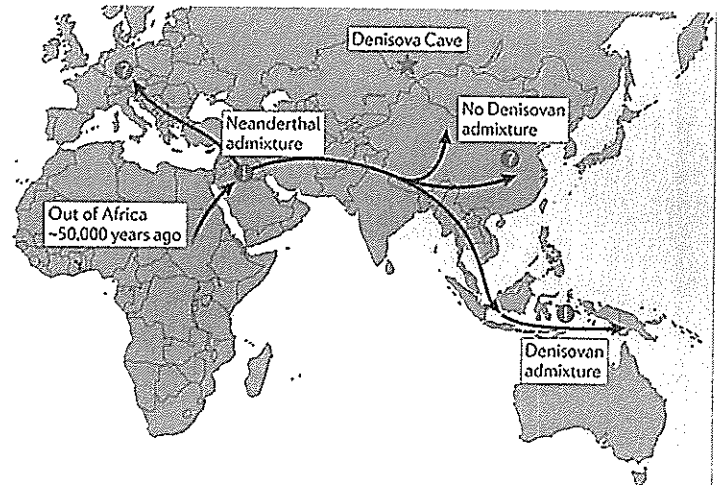 Denisova Cave
No Denisovan
admixture
?
Neanderthal
admixture
?
!
Out of Africa
~50,000 years ago
!
Denisovan
admixture